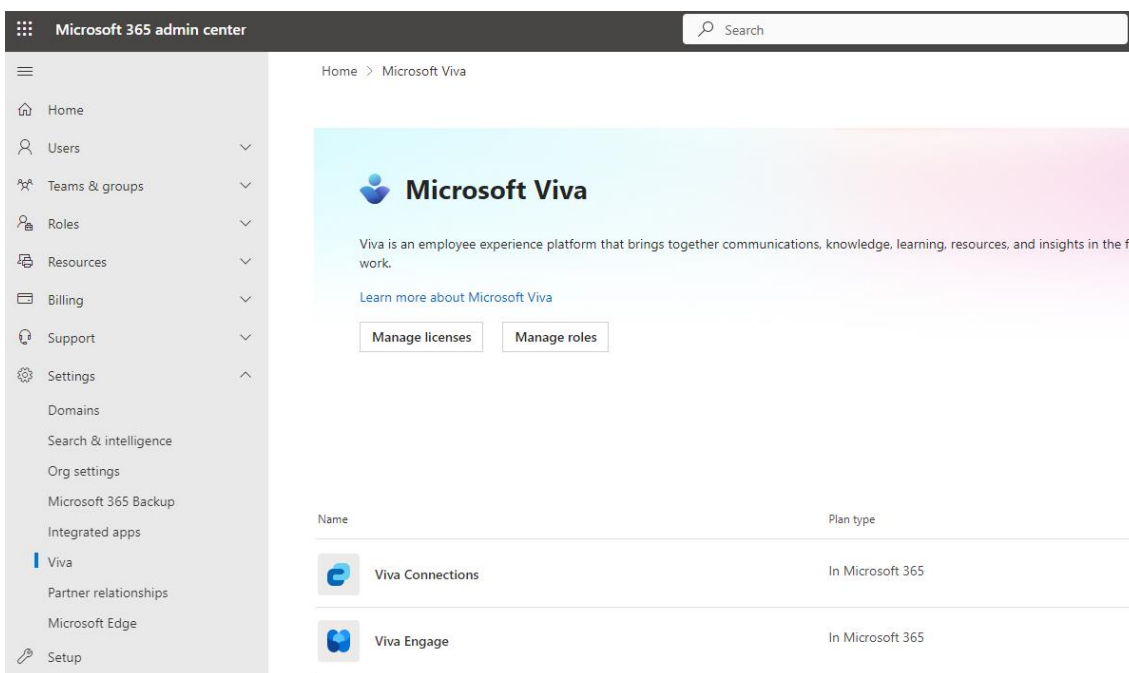 Microsoft 365 admin center
Search
Home > Microsoft Viva
Home
Users
Teams & groups
Roles
Resources
Billing
Support
Settings
Domains
Search & intelligence
Org settings
Microsoft 365 Backup
Integrated apps
Viva
Partner relationships
Microsoft Edge
Setup
Microsoft Viva
Viva is an employee experience platform that brings together communications, knowledge, learning, resources, and insights in the f
work.
Learn more about Microsoft Viva
Manage licenses Manage roles
Name Plan type
Viva Connections In Microsoft 365
Viva Engage In Microsoft 365